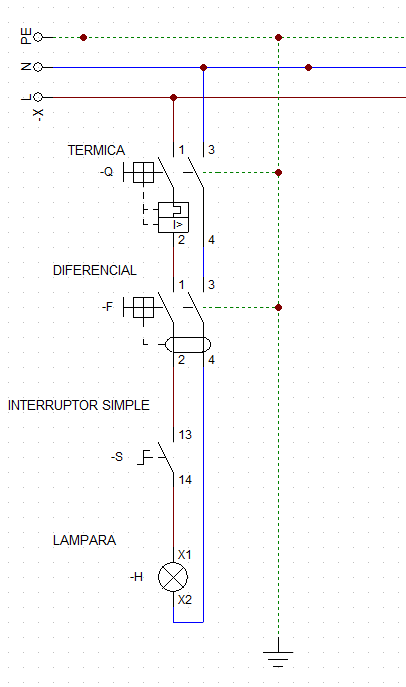 PE
N
L
-X
TERMICA
1 3
-Q
I>
2 4
DIFERENCIAL
1 3
-F
2 4
INTERRUPTOR SIMPLE
13
-S
14
LAMPARA
X1
-H
X2